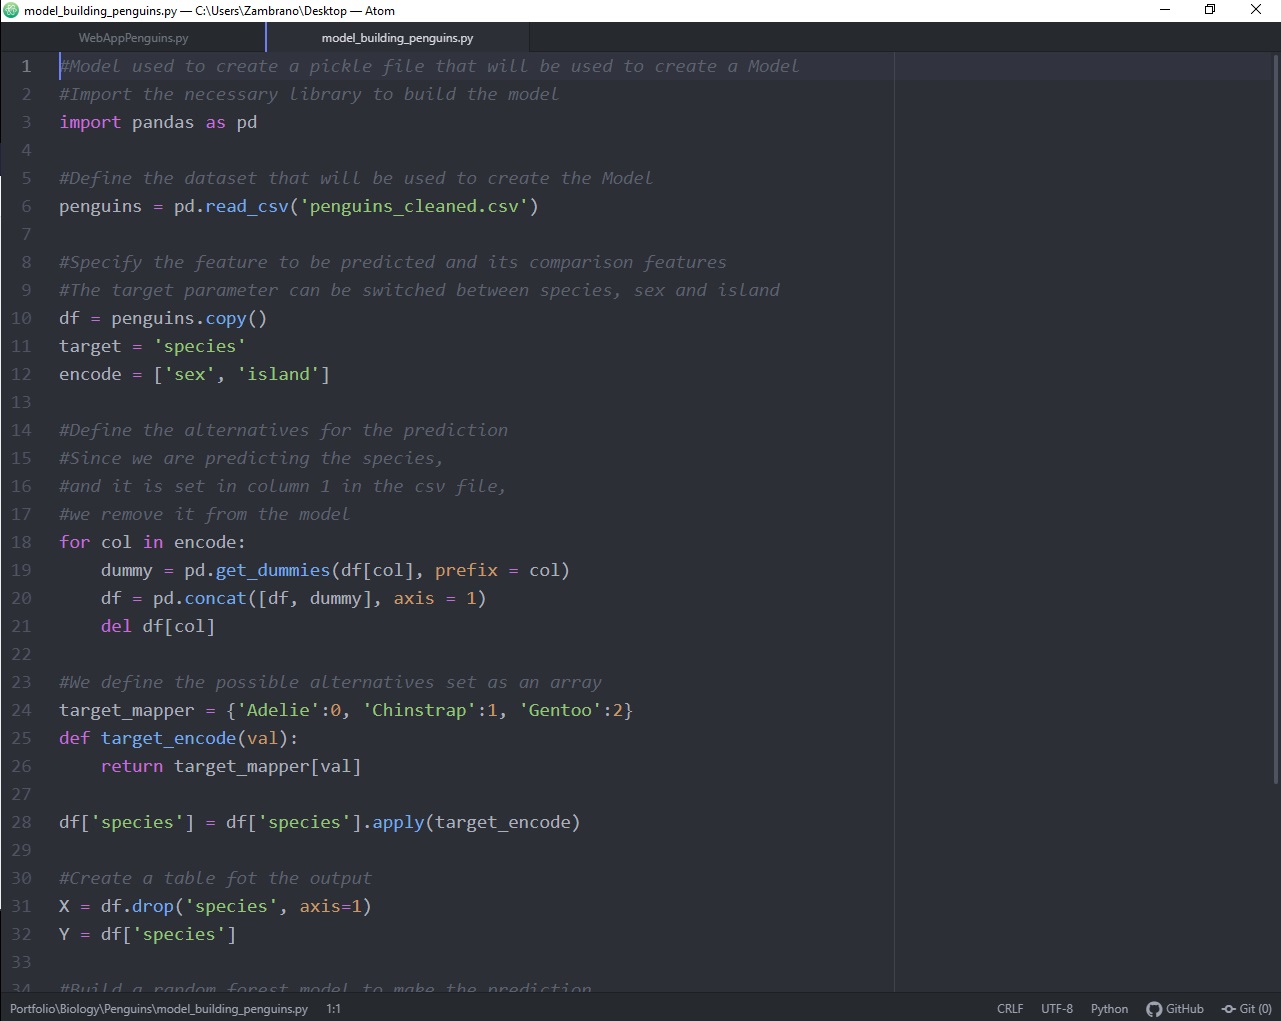 model_building_penguins.py — C:\Users\Zambrano\Desktop — Atom
WebAppPenguins.py
model_building_penguins.py
1 #Model used to create a pickle file that will be used to create a Model
2 #Import the necessary library to build the model
3 import pandas as pd
4
5 #Define the dataset that will be used to create the Model
6 penguins = pd.read_csv('penguins_cleaned.csv')
7
8 #Specify the feature to be predicted and its comparison features
9 #The target parameter can be switched between species, sex and island
10 df = penguins.copy()
11 target = 'species'
12 encode = ['sex', 'island']
13
14 #Define the alternatives for the prediction
15 #Since we are predicting the species,
16 #and it is set in column 1 in the csv file,
17 #we remove it from the model
18 for col in encode:
19     dummy = pd.get_dummies(df[col], prefix = col)
20     df = pd.concat([df, dummy], axis = 1)
21     del df[col]
22
23 #We define the possible alternatives set as an array
24 target_mapper = {'Adelie':0, 'Chinstrap':1, 'Gentoo':2}
25 def target_encode(val):
26     return target_mapper[val]
27
28 df['species'] = df['species'].apply(target_encode)
29
30 #Create a table fot the output
31 X = df.drop('species', axis=1)
32 Y = df['species']
33
34 #Build a random forest model to make the prediction
Portfolio\Biology\Penguins\model_building_penguins.py 1:1 CRLF UTF-8 Python GitHub Git (0)